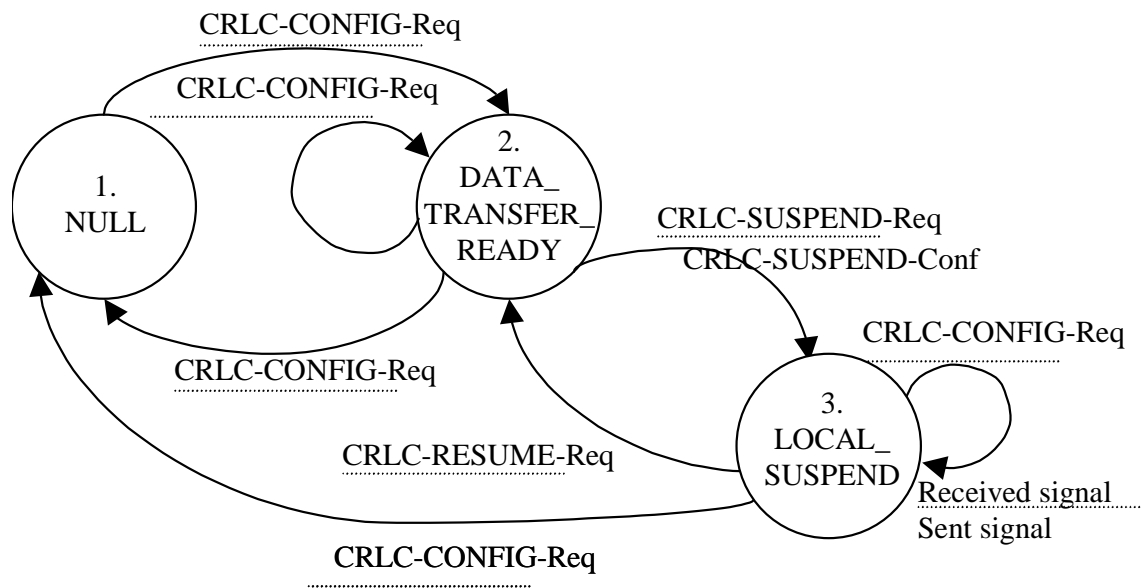 CRLC-CONFIG-Req
CRLC-CONFIG-Req
1.
NULL
2.
DATA_
TRANSFER_
READY
CRLC-SUSPEND-Req
CRLC-SUSPEND-Conf
CRLC-CONFIG-Req
CRLC-CONFIG-Req
3.
LOCAL_
SUSPEND
CRLC-RESUME-Req
Received signal
Sent signal
CRLC-CONFIG-Req